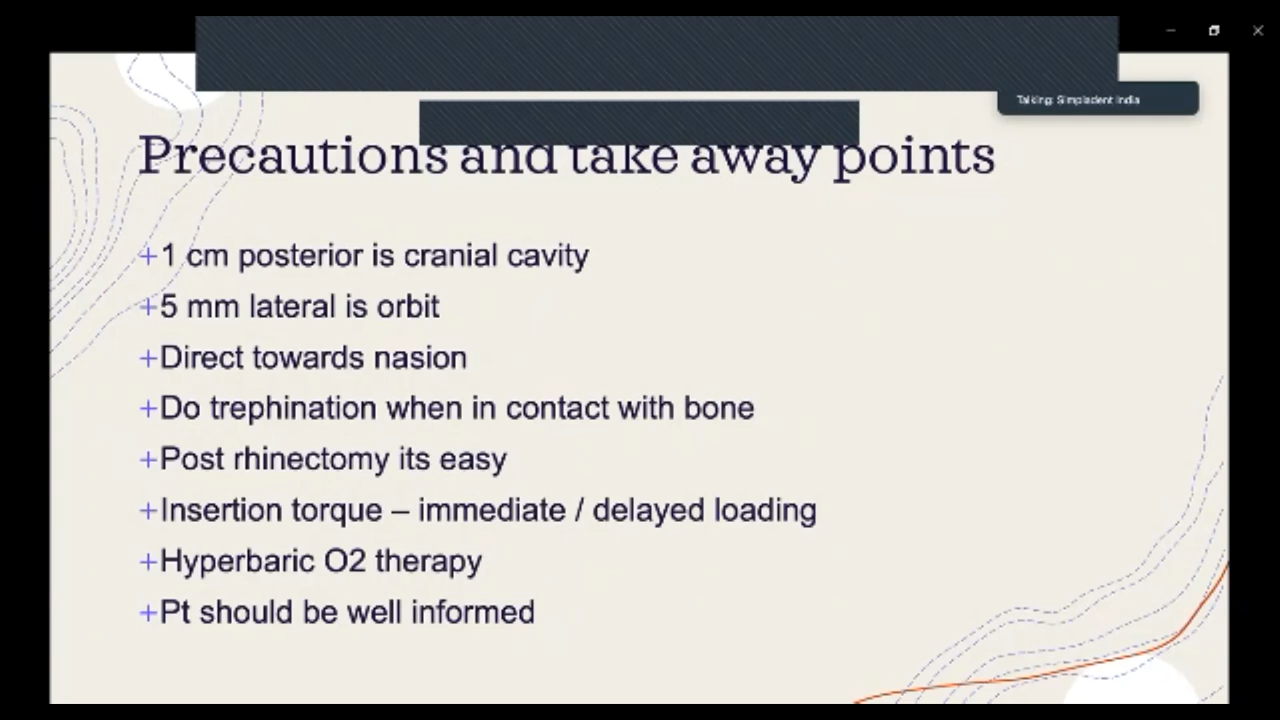 Talking: Simpladent India
Precautions and take away points
+1 cm posterior is cranial cavity
+5 mm lateral is orbit
+Direct towards nasion
+Do trephination when in contact with bone
+Post rhinectomy its easy
+Insertion torque – immediate / delayed loading
+Hyperbaric O2 therapy
+Pt should be well informed